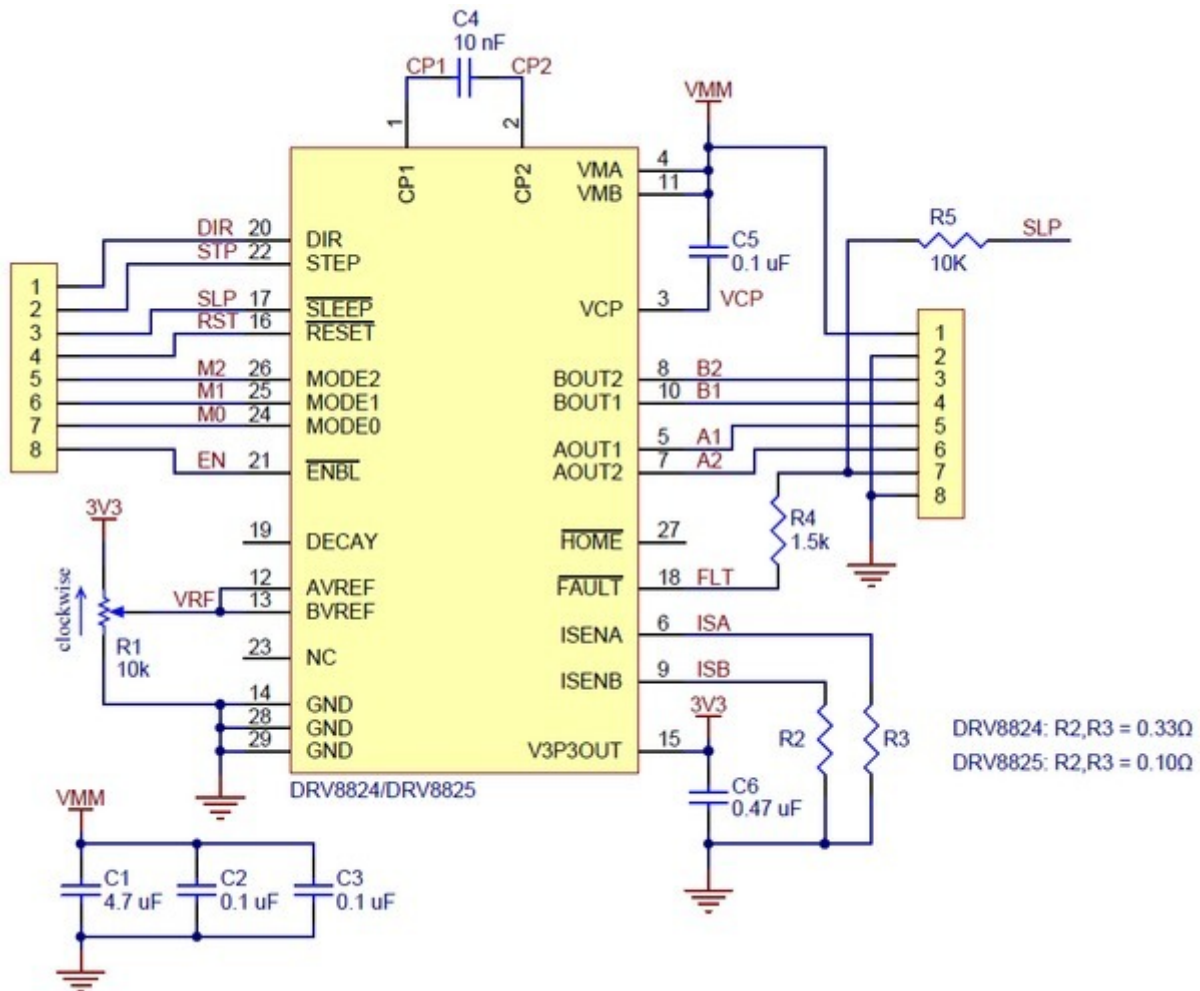 C4
10 nF
CP1 CP2
1 2
CP1 CP2
VMM
VMA 4
VMB 11
C5
0.1 uF
VCP 3 VCP
R5
10K
SLP
DIR 20 DIR
STP 22 STEP
SLP 17 SLEEP
RST 16 RESET
M2 26 MODE2
M1 25 MODE1
M0 24 MODE0
EN 21 ENBL
1
2
3
4
5
6
7
8
BOUT2 8 B2
BOUT1 10 B1
AOUT1 5 A1
AOUT2 7 A2
1
2
3
4
5
6
7
8
3V3
clockwise
R1
10k
VRF
19 DECAY
12 AVREF
13 BVREF
23 NC
14 GND
28 GND
29 GND
HOME 27
FAULT 18 FLT
R4
1.5k
ISENA 6 ISA
ISENB 9 ISB
3V3
V3P3OUT 15
C6
0.47 uF
R2
R3
DRV8824: R2,R3 = 0.33Ω
DRV8825: R2,R3 = 0.10Ω
DRV8824/DRV8825
VMM
C1
4.7 uF
C2
0.1 uF
C3
0.1 uF